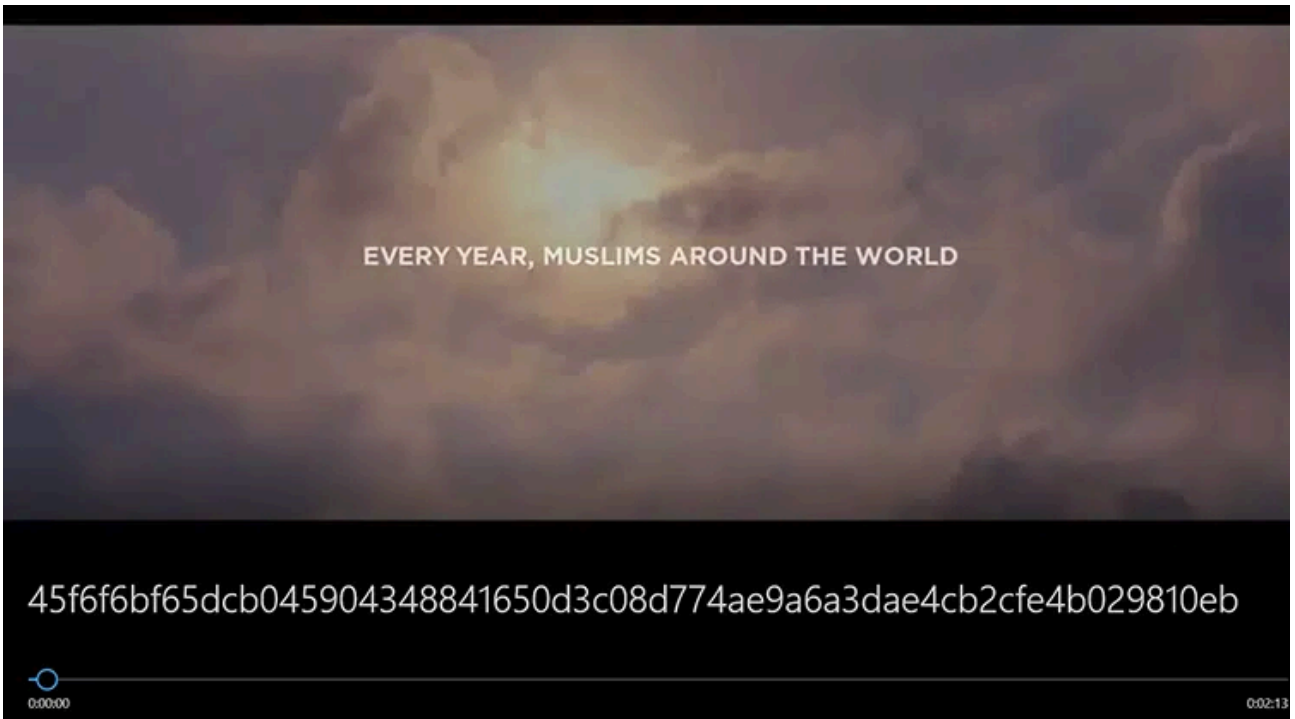 EVERY YEAR, MUSLIMS AROUND THE WORLD
45f6f6bf65dcb045904348841650d3c08d774ae9a6a3dae4cb2cfe4b029810eb
0:00:00
0:02:13